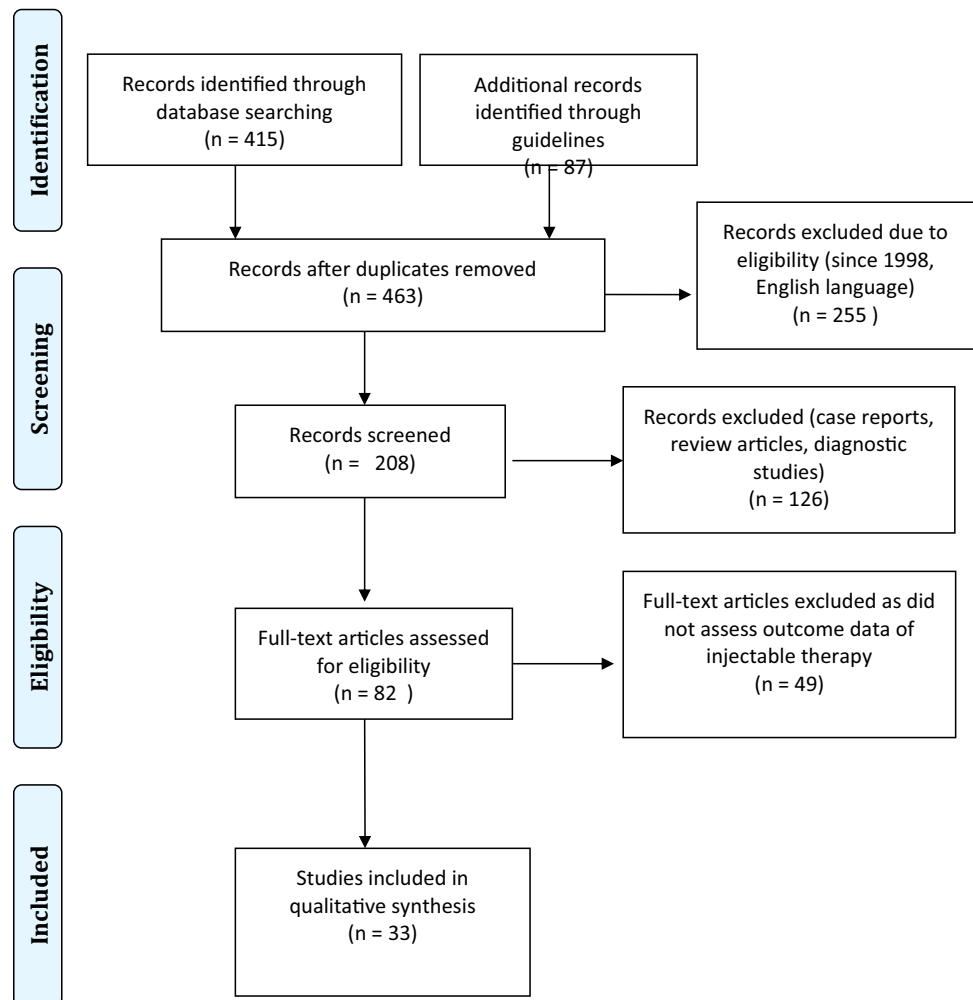 Identification
Records identified through
database searching
(n = 415)
Additional records
identified through
guidelines
(n = 87)
Records after duplicates removed
(n = 463)
Records excluded due to
eligibility (since 1998,
English language)
(n = 255 )
Screening
Records screened
(n = 208)
Records excluded (case reports,
review articles, diagnostic
studies)
(n = 126)
Eligibility
Full-text articles assessed
for eligibility
(n = 82 )
Full-text articles excluded as did
not assess outcome data of
injectable therapy
(n = 49)
Included
Studies included in
qualitative synthesis
(n = 33)